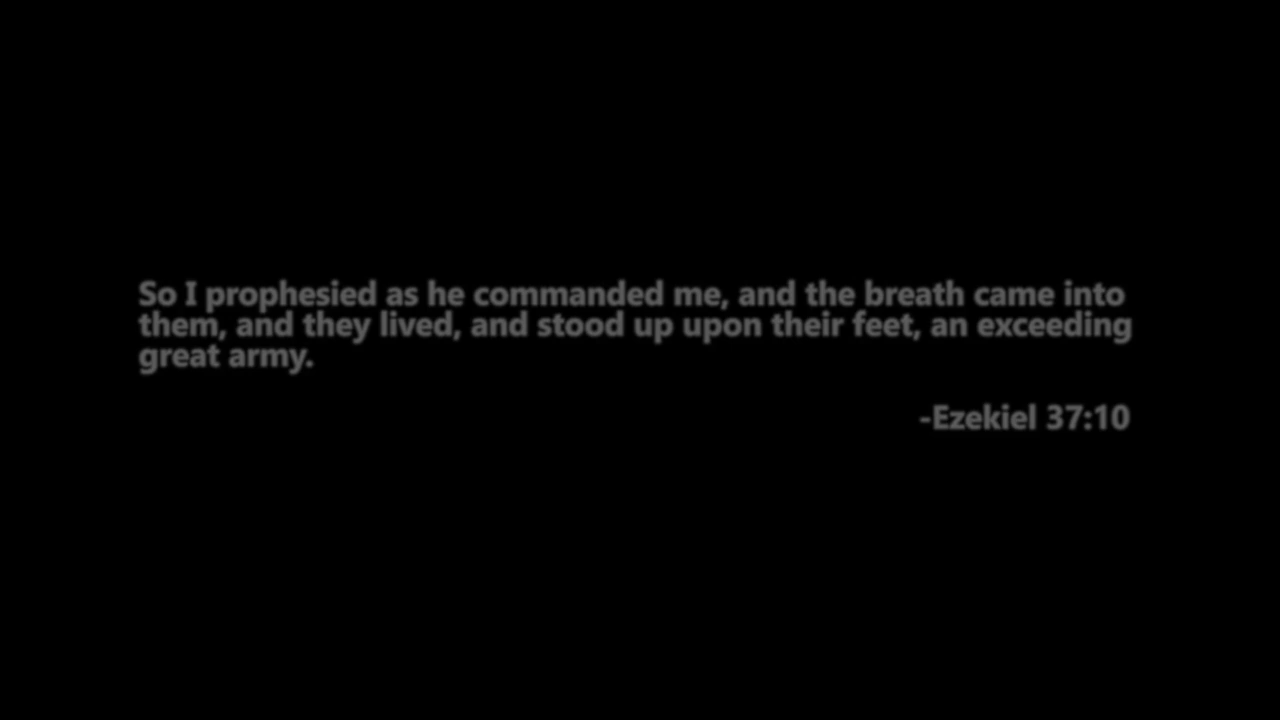 So I prophesied as he commanded me, and the breath came into
them, and they lived, and stood up upon their feet, an exceeding
great army.
-Ezekiel 37:10